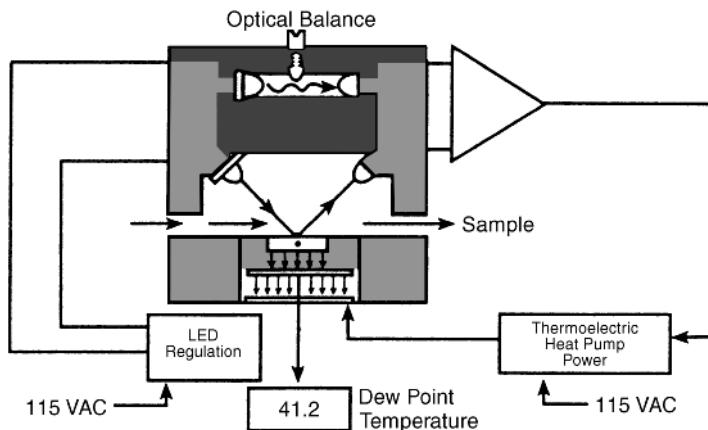 Optical Balance
Sample
LED
Regulation
Thermoelectric
Heat Pump
Power
115 VAC
41.2
Dew Point
Temperature
115 VAC